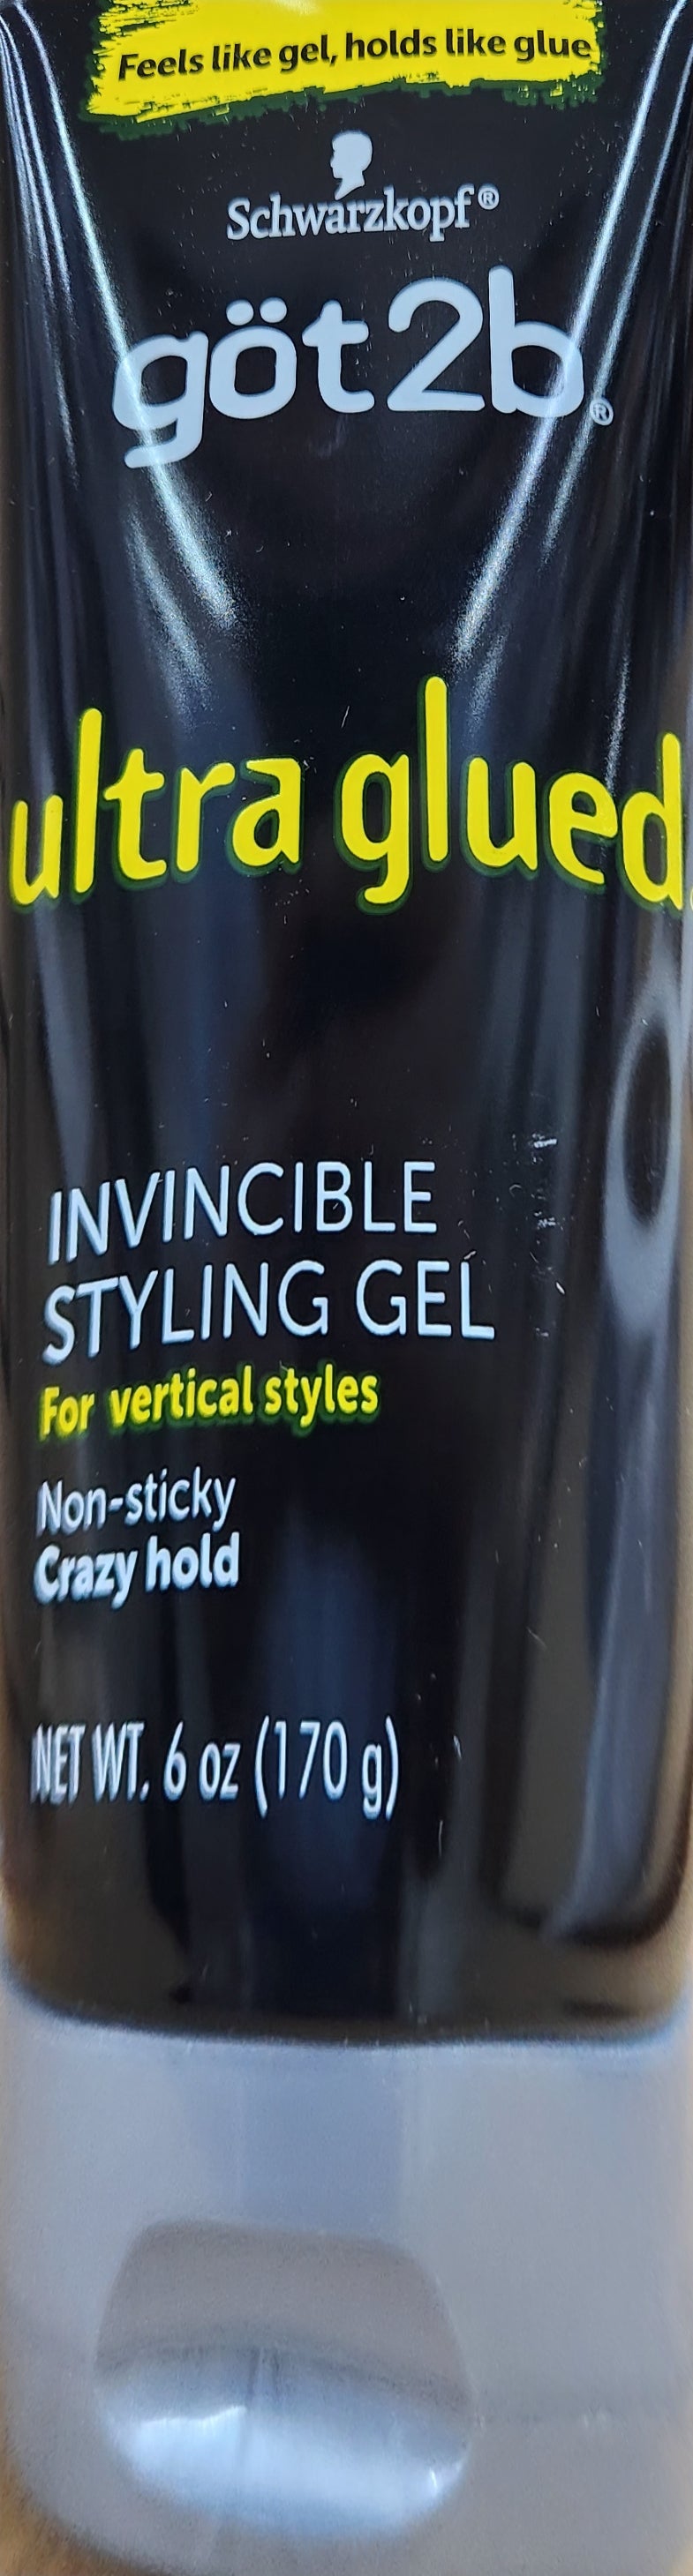 Feels like gel, holds like glue
Schwarzkopf®
göt2b®
ultra glued
INVINCIBLE
STYLING GEL
For vertical styles
Non-sticky
Crazy hold
NET WT. 6 oz (170 g)